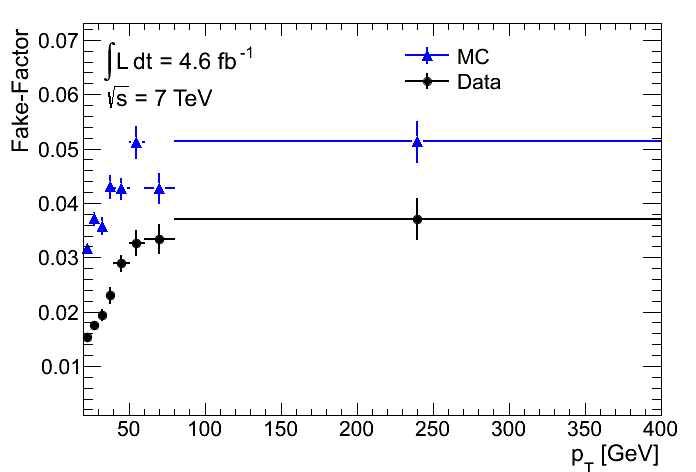 Fake-Factor
0.07
0.06
0.05
0.04
0.03
0.02
0.01
∫L dt = 4.6 fb⁻¹
√s = 7 TeV
MC
Data
50 100 150 200 250 300 350 400
p_T [GeV]